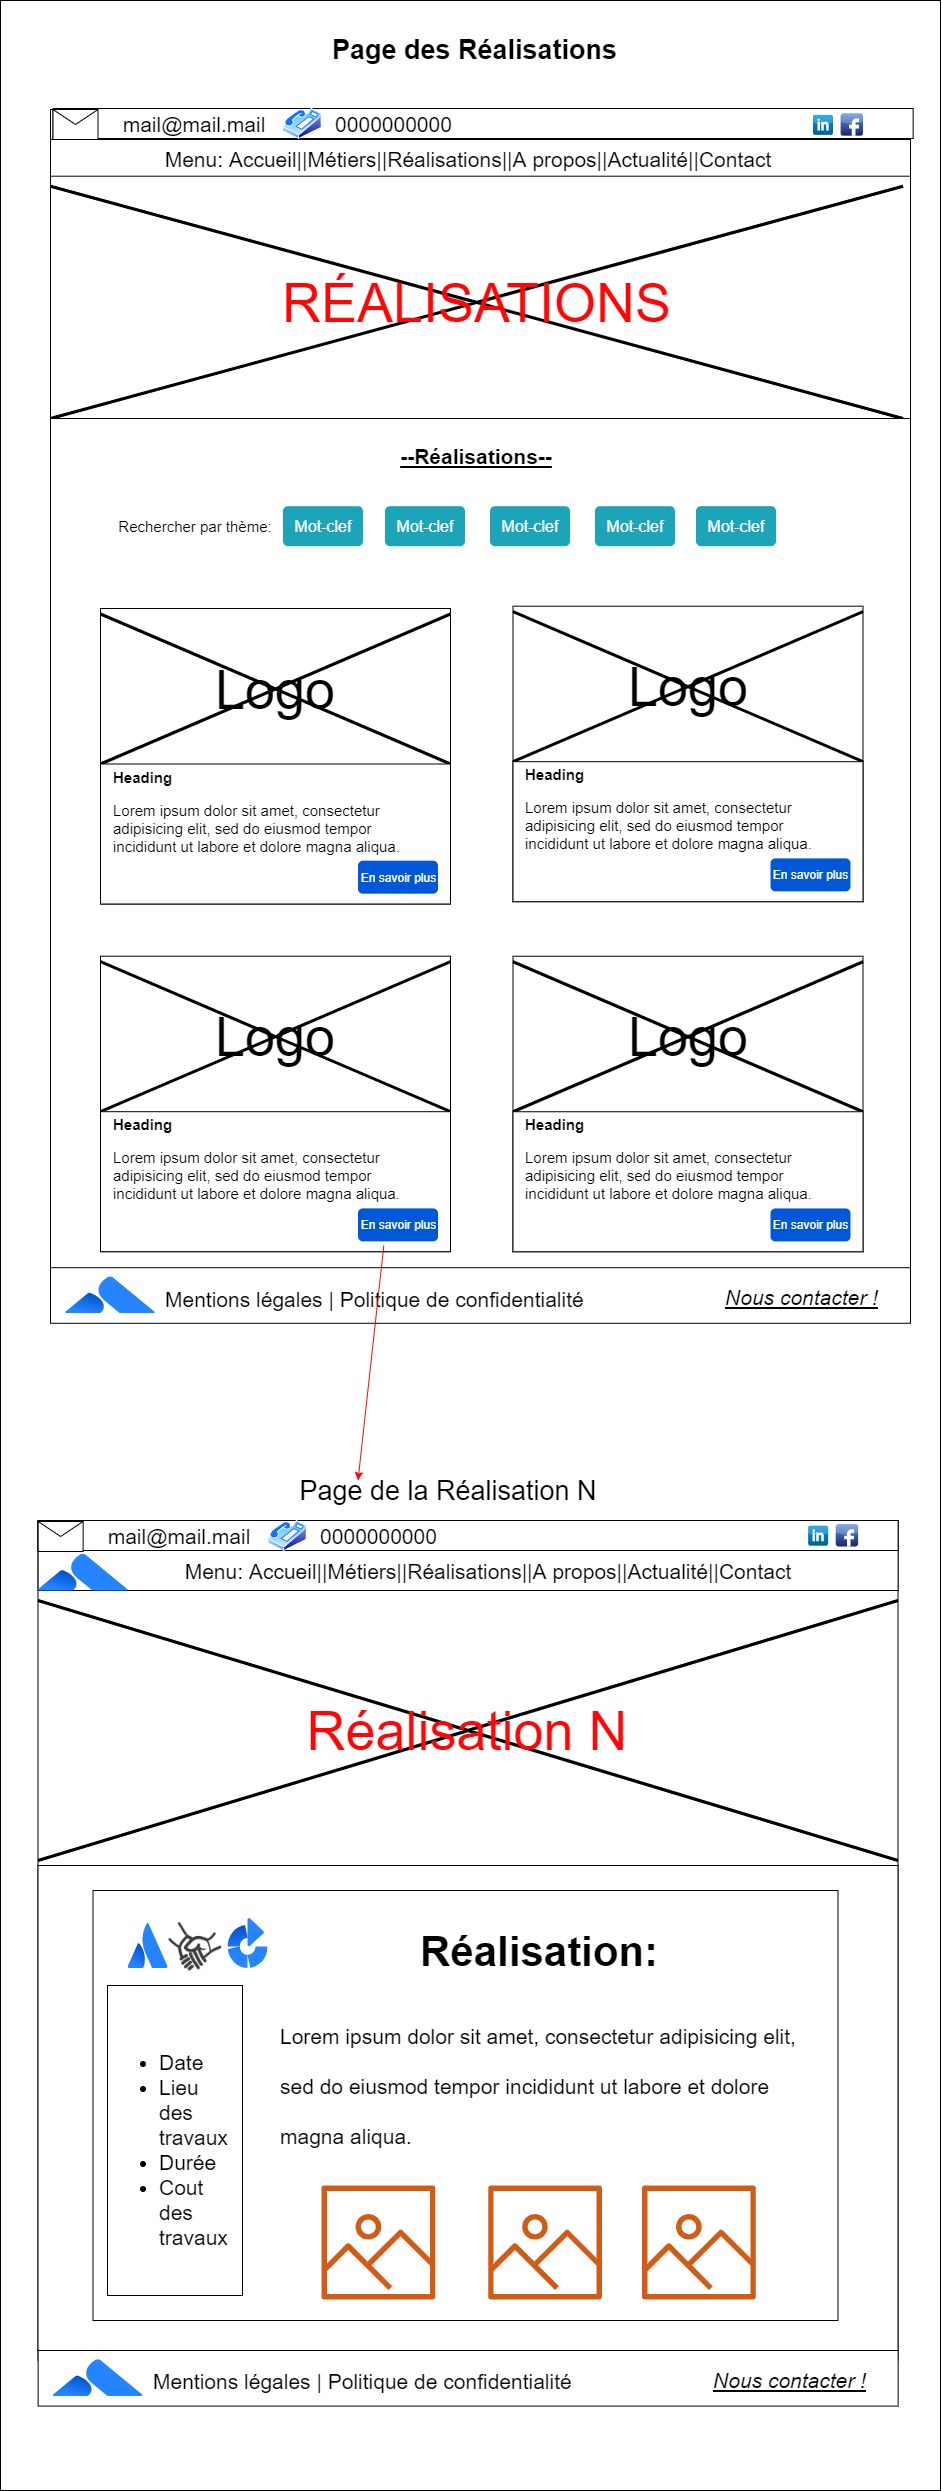 Page des Réalisations
mail@mail.mail 0000000000 in f
Menu: Accueil||Métiers||Réalisations||A propos||Actualité||Contact
RÉALISATIONS
--Réalisations--
Rechercher par thème: Mot-clef Mot-clef Mot-clef Mot-clef Mot-clef
Logo
Heading
Lorem ipsum dolor sit amet, consectetur
adipisicing elit, sed do eiusmod tempor
incididunt ut labore et dolore magna aliqua.
En savoir plus
Logo
Heading
Lorem ipsum dolor sit amet, consectetur
adipisicing elit, sed do eiusmod tempor
incididunt ut labore et dolore magna aliqua.
En savoir plus
Logo
Heading
Lorem ipsum dolor sit amet, consectetur
adipisicing elit, sed do eiusmod tempor
incididunt ut labore et dolore magna aliqua.
En savoir plus
Logo
Heading
Lorem ipsum dolor sit amet, consectetur
adipisicing elit, sed do eiusmod tempor
incididunt ut labore et dolore magna aliqua.
En savoir plus
Mentions légales | Politique de confidentialité Nous contacter !
Page de la Réalisation N
mail@mail.mail 0000000000 in f
Menu: Accueil||Métiers||Réalisations||A propos||Actualité||Contact
Réalisation N
Réalisation:
• Date
• Lieu
des
travaux
• Durée
• Cout
des
travaux
Lorem ipsum dolor sit amet, consectetur adipisicing elit,
sed do eiusmod tempor incididunt ut labore et dolore
magna aliqua.
Mentions légales | Politique de confidentialité Nous contacter !